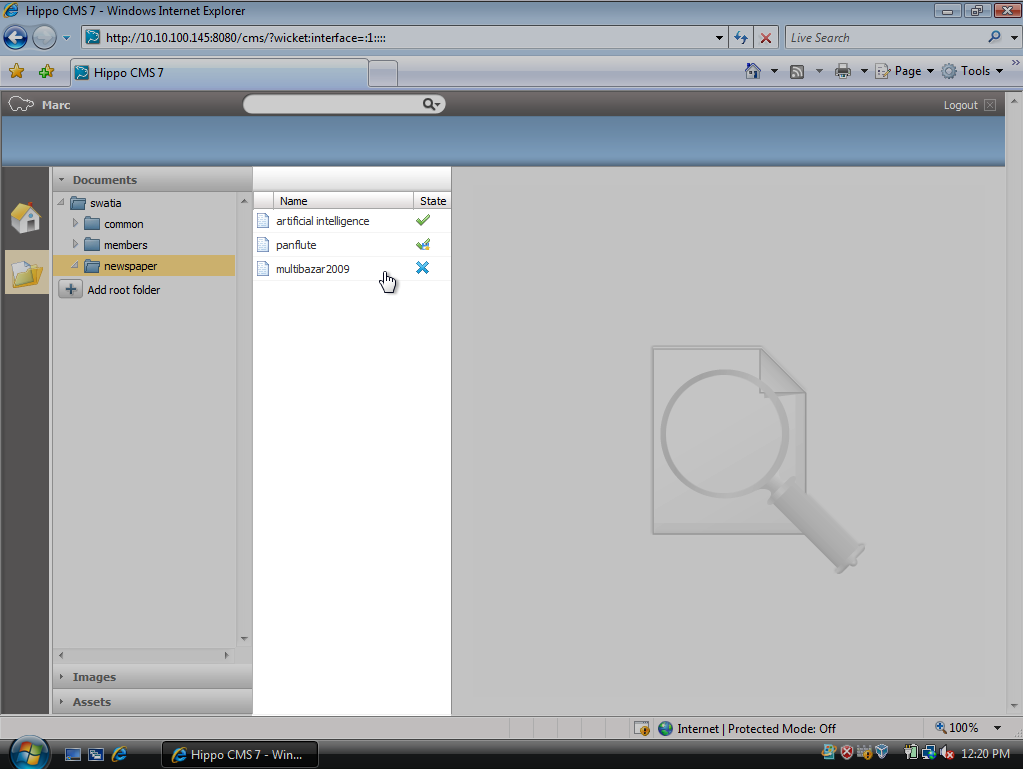 Hippo CMS 7 - Windows Internet Explorer
http://10.10.100.145:8080/cms/?wicket:interface=:1::::
Live Search
Hippo CMS 7
Page
Tools
Marc
Logout
Documents
swatia
common
members
newspaper
Add root folder
Name State
artificial intelligence
panflute
multibazar2009
Images
Assets
Internet | Protected Mode: Off
100%
Hippo CMS 7 - Win...
12:20 PM